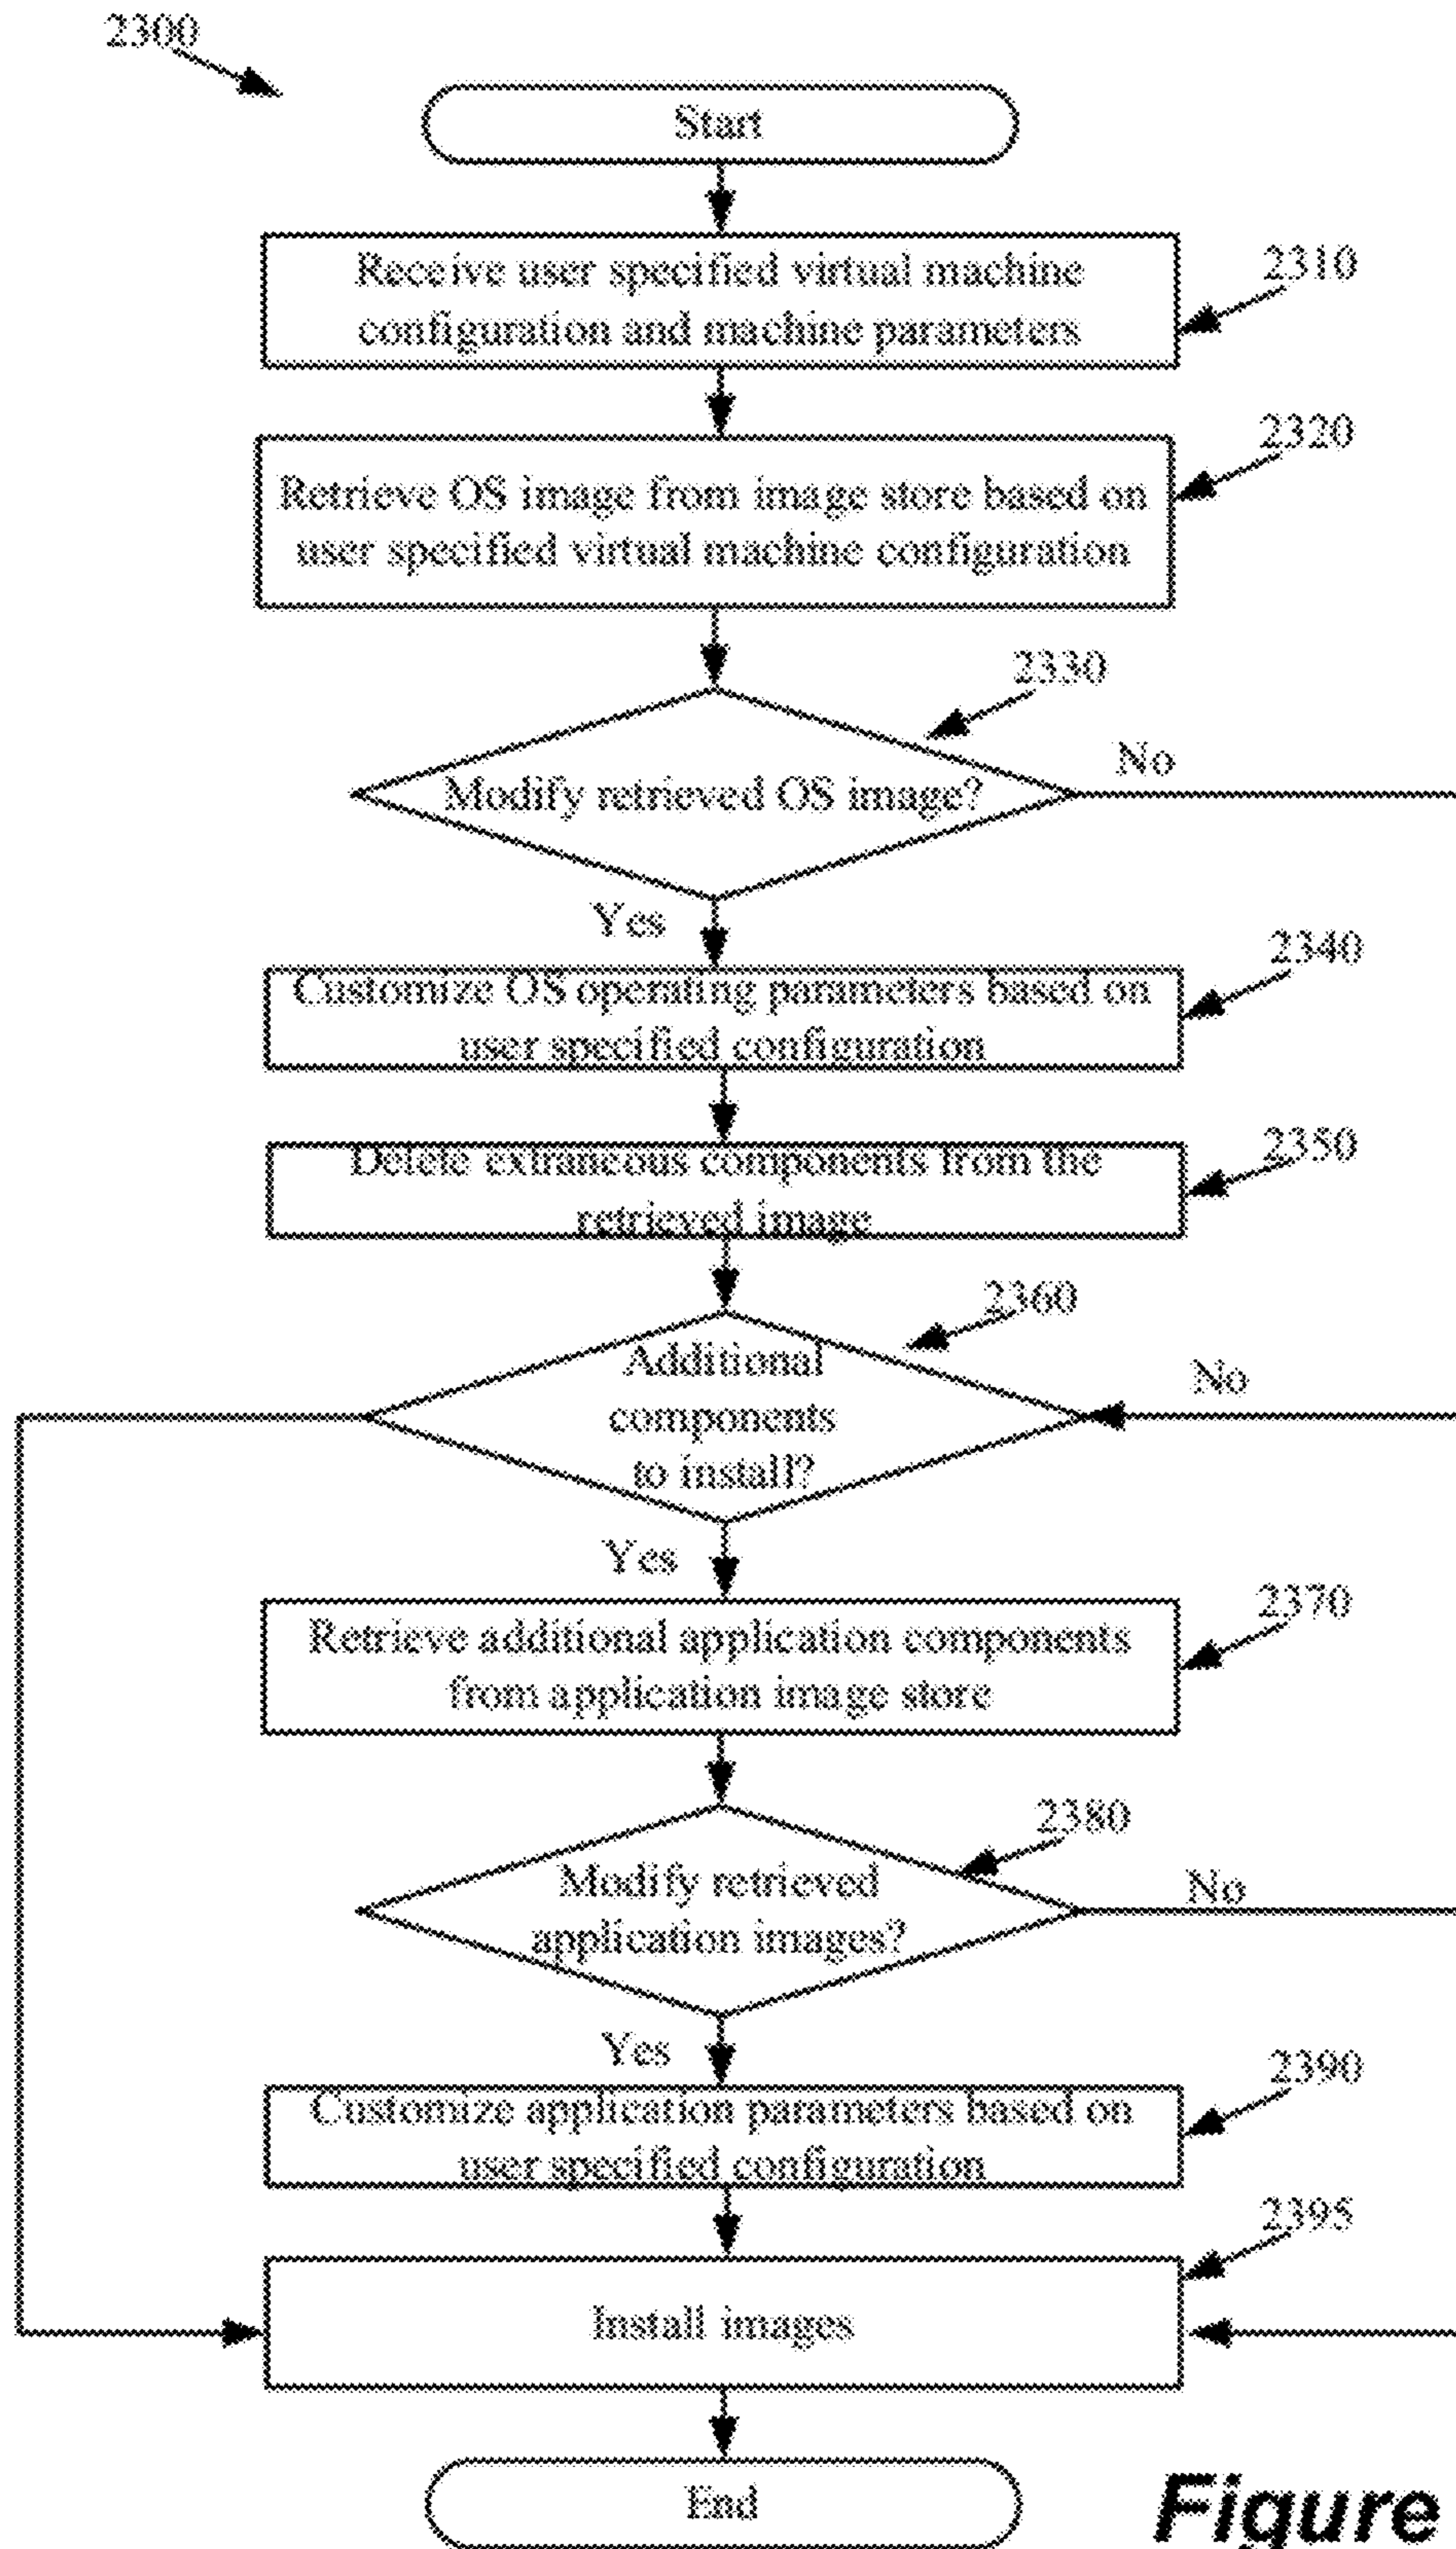 2300
Start
Receive user specified virtual machine
configuration and machine parameters
2310
Retrieve OS image from image store based on
user specified virtual machine configuration
2320
2330
Modify retrieved OS image?
No
Yes
Customize OS operating parameters based on
user specified configuration
2340
Delete extraneous components from the
retrieved image
2350
2360
Additional
components
to install?
No
Yes
Retrieve additional application components
from application image store
2370
2380
Modify retrieved
application images?
No
Yes
Customize application parameters based on
user specified configuration
2390
2395
Install images
End
Figure